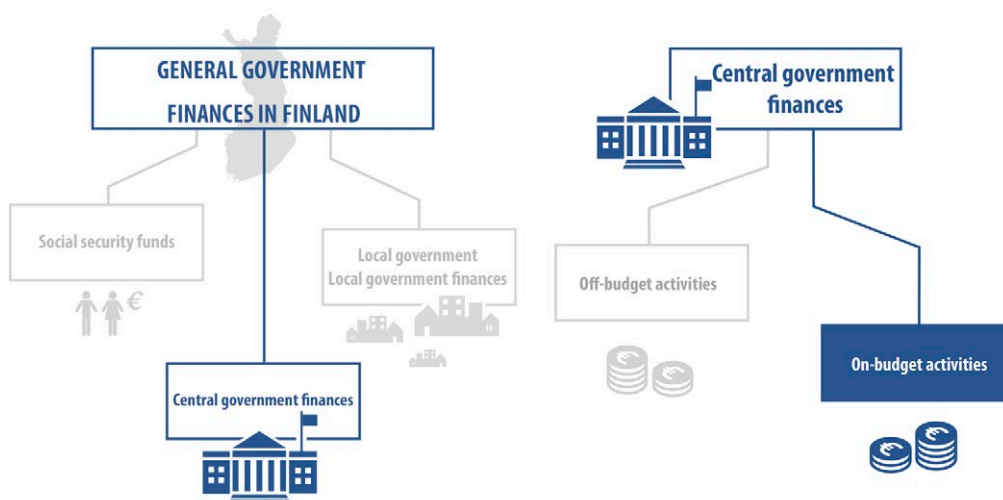 GENERAL GOVERNMENT
FINANCES IN FINLAND
Social security funds
€
Local government
Local government finances
Central government finances
Central government
finances
Off-budget activities
€
€
On-budget activities
€
€